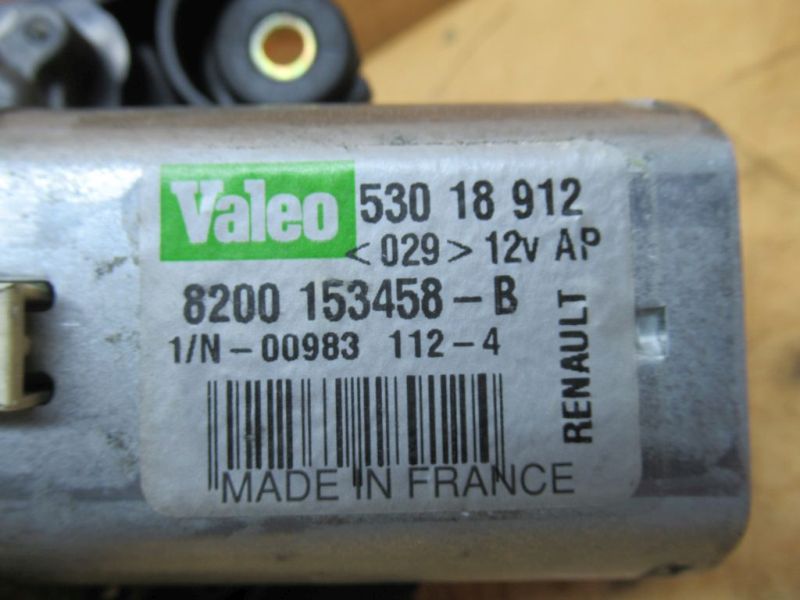 Valeo 530 18 912
<029> 12v AP
8200 153458-B
1/N-00983 112-4
RENAULT
MADE IN FRANCE